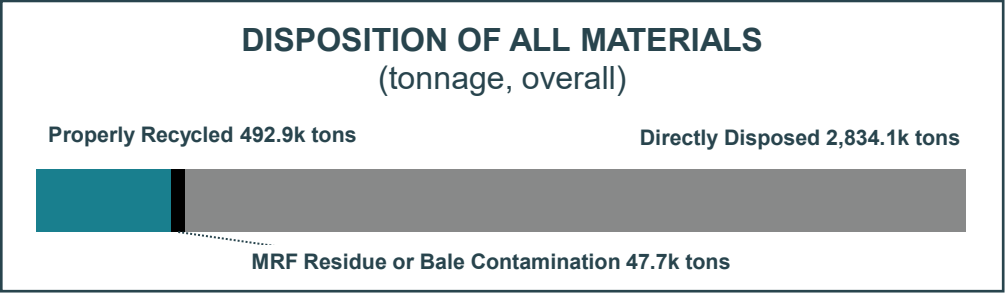 DISPOSITION OF ALL MATERIALS
(tonnage, overall)
Properly Recycled 492.9k tons
Directly Disposed 2,834.1k tons
MRF Residue or Bale Contamination 47.7k tons